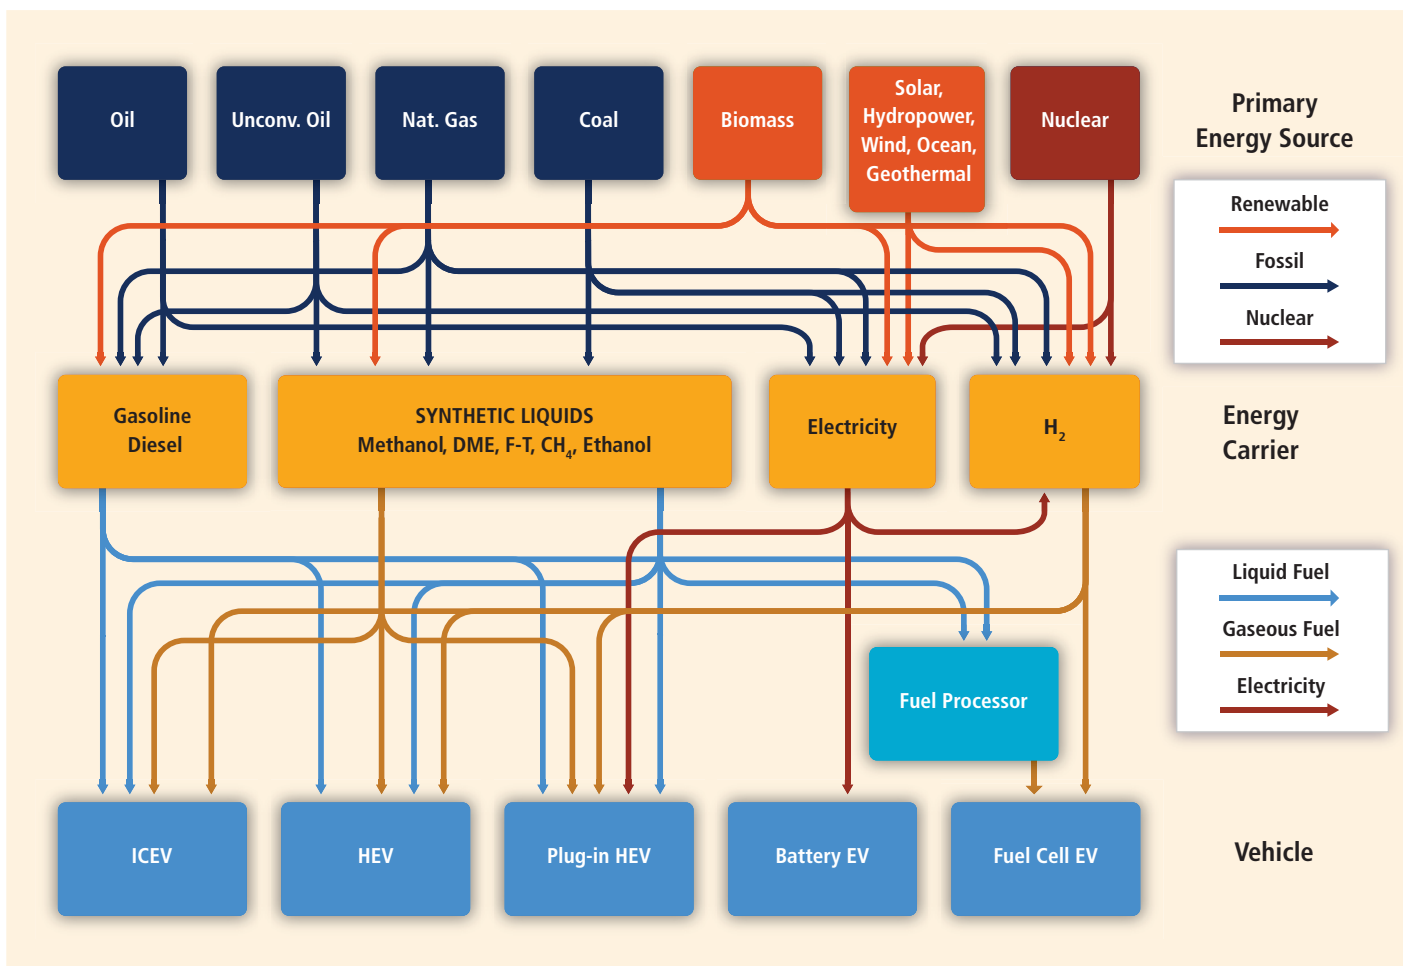 Oil
Unconv. Oil
Nat. Gas
Coal
Biomass
Solar,
Hydropower,
Wind, Ocean,
Geothermal
Nuclear
Primary
Energy Source
Renewable
Fossil
Nuclear
Gasoline
Diesel
SYNTHETIC LIQUIDS
Methanol, DME, F-T, CH₄, Ethanol
Electricity
H₂
Energy
Carrier
Liquid Fuel
Gaseous Fuel
Electricity
Fuel Processor
ICEV
HEV
Plug-in HEV
Battery EV
Fuel Cell EV
Vehicle